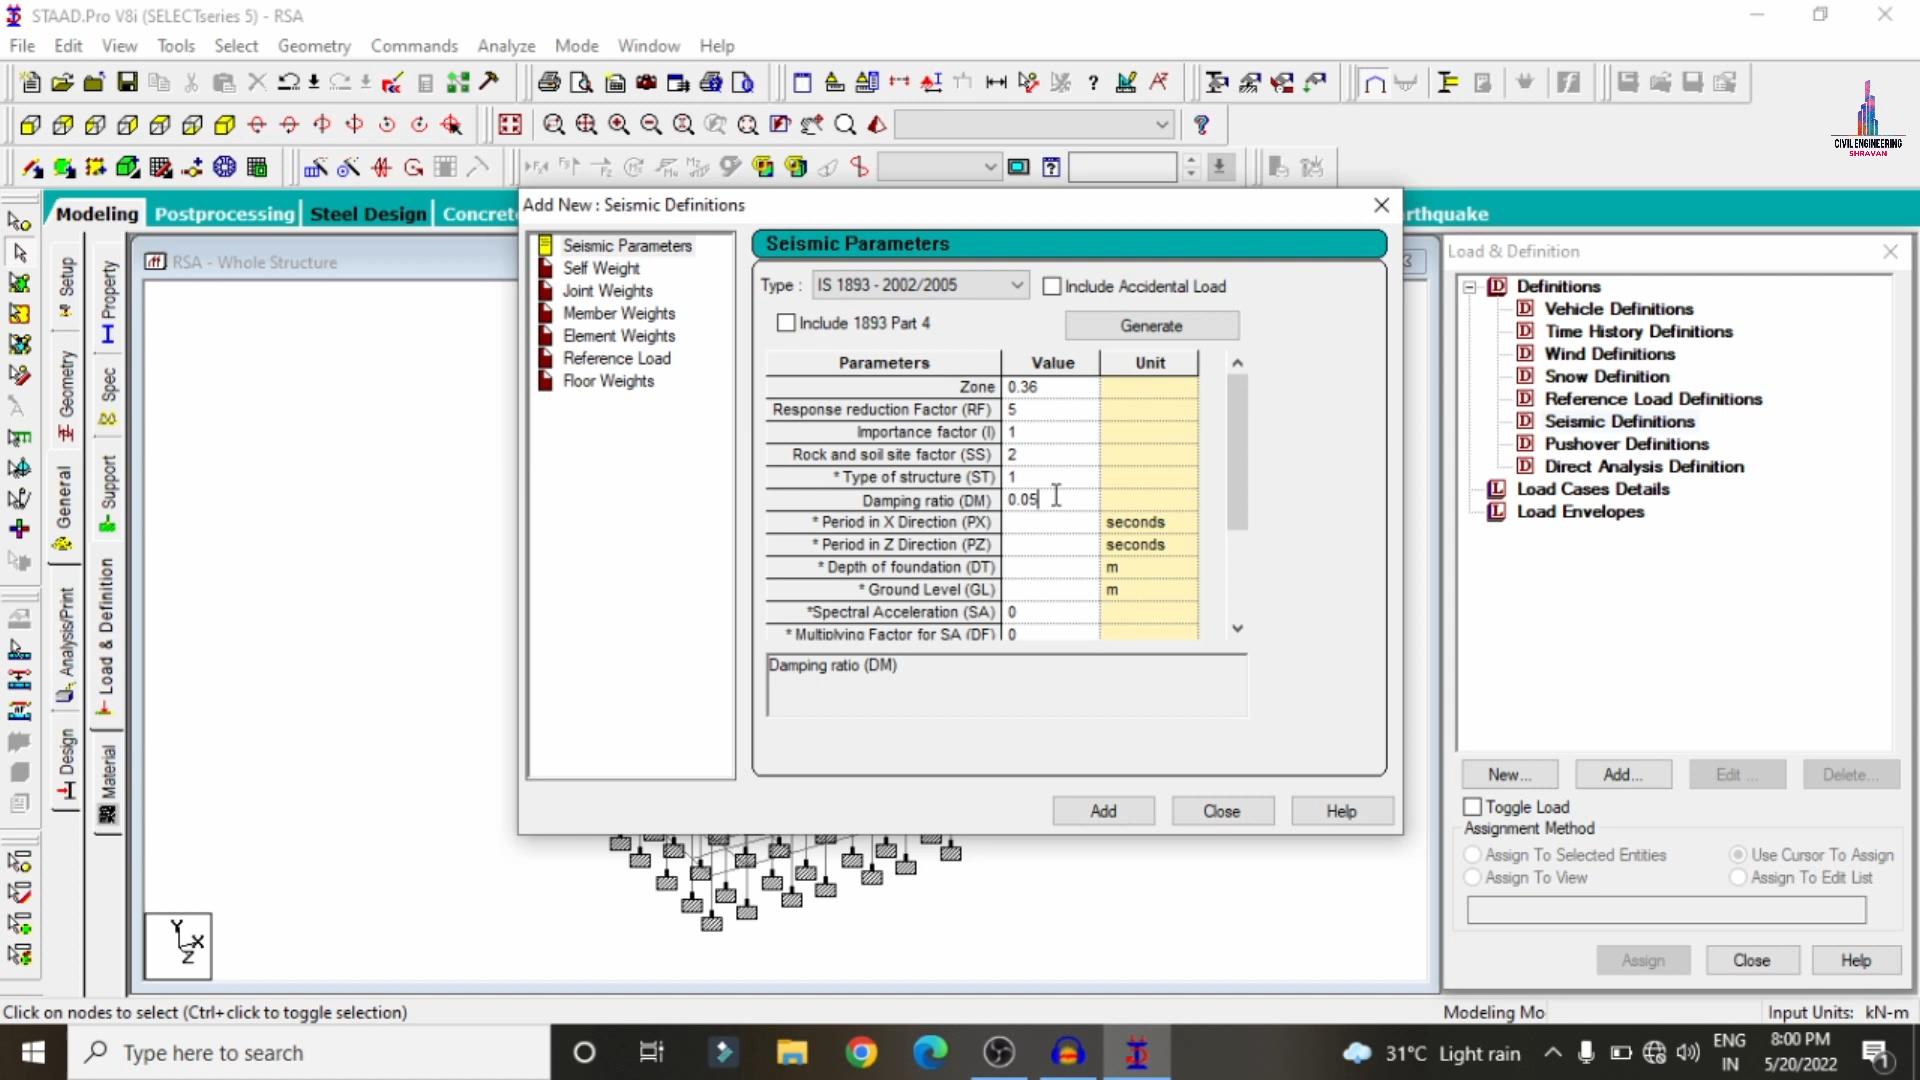 STAAD.Pro V8i (SELECTseries 5) - RSA
File Edit View Tools Select Geometry Commands Analyze Mode Window Help
CIVIL ENGINEERING
SHRAVAN
Modeling Postprocessing Steel Design Concret
rthquake
Add New : Seismic Definitions
RSA - Whole Structure
Load & Definition
Setup
Geometry
General
Analysis/Print
Design
Property
Spec
Support
Load & Definition
Material
Seismic Parameters
Self Weight
Joint Weights
Member Weights
Element Weights
Reference Load
Floor Weights
Seismic Parameters
Type : IS 1893 - 2002/2005 Include Accidental Load
Include 1893 Part 4 Generate
Parameters Value Unit
Zone 0.36
Response reduction Factor (RF) 5
Importance factor (I) 1
Rock and soil site factor (SS) 2
* Type of structure (ST) 1
Damping ratio (DM) 0.05
* Period in X Direction (PX) seconds
* Period in Z Direction (PZ) seconds
* Depth of foundation (DT) m
* Ground Level (GL) m
*Spectral Acceleration (SA) 0
* Multiplying Factor for SA (DF) 0
Damping ratio (DM)
Add Close Help
Definitions
Vehicle Definitions
Time History Definitions
Wind Definitions
Snow Definition
Reference Load Definitions
Seismic Definitions
Pushover Definitions
Direct Analysis Definition
Load Cases Details
Load Envelopes
New... Add... Edit ... Delete...
Toggle Load
Assignment Method
Assign To Selected Entities Use Cursor To Assign
Assign To View Assign To Edit List
Assign Close Help
Y
X
Z
Click on nodes to select (Ctrl+click to toggle selection) Modeling Mo Input Units: kN-m
Type here to search
31°C Light rain
ENG
IN
8:00 PM
5/20/2022
1